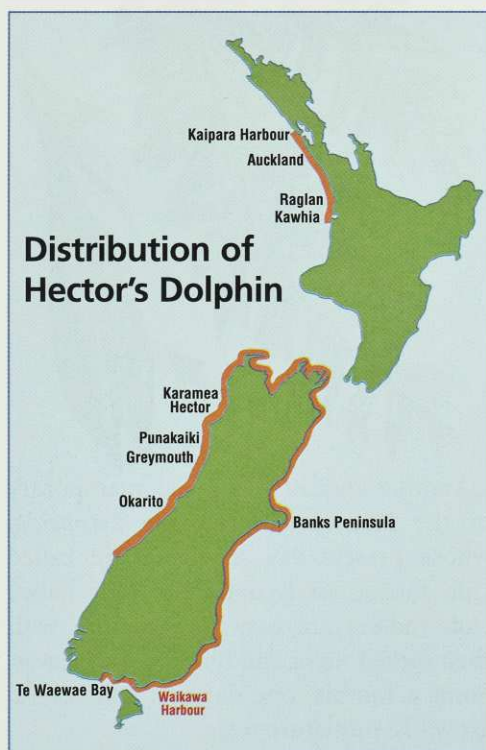 Kaipara Harbour
Auckland
Raglan
Kawhia
Distribution of
Hector's Dolphin
Karamea
Hector
Punakaiki
Greymouth
Okarito
Banks Peninsula
Te Waewae Bay
Waikawa
Harbour